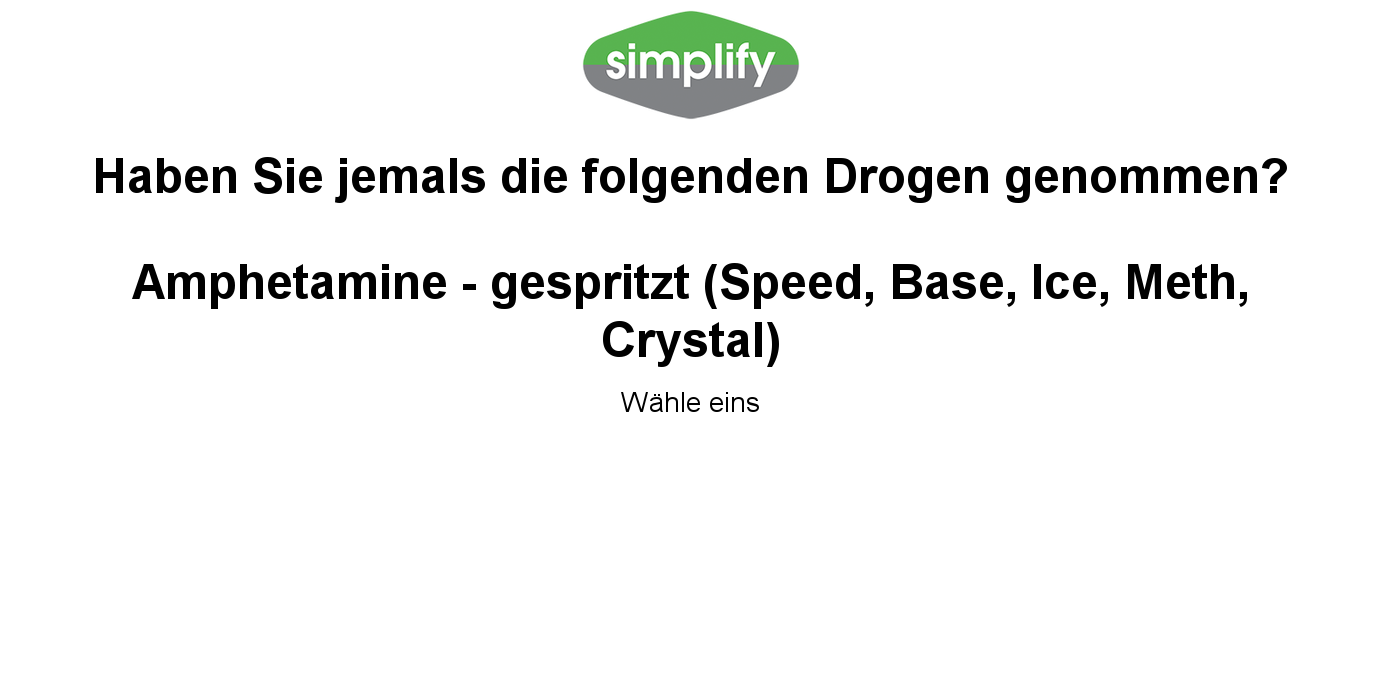 simplify
Haben Sie jemals die folgenden Drogen genommen?
Amphetamine - gespritzt (Speed, Base, Ice, Meth,
Crystal)
Wähle eins